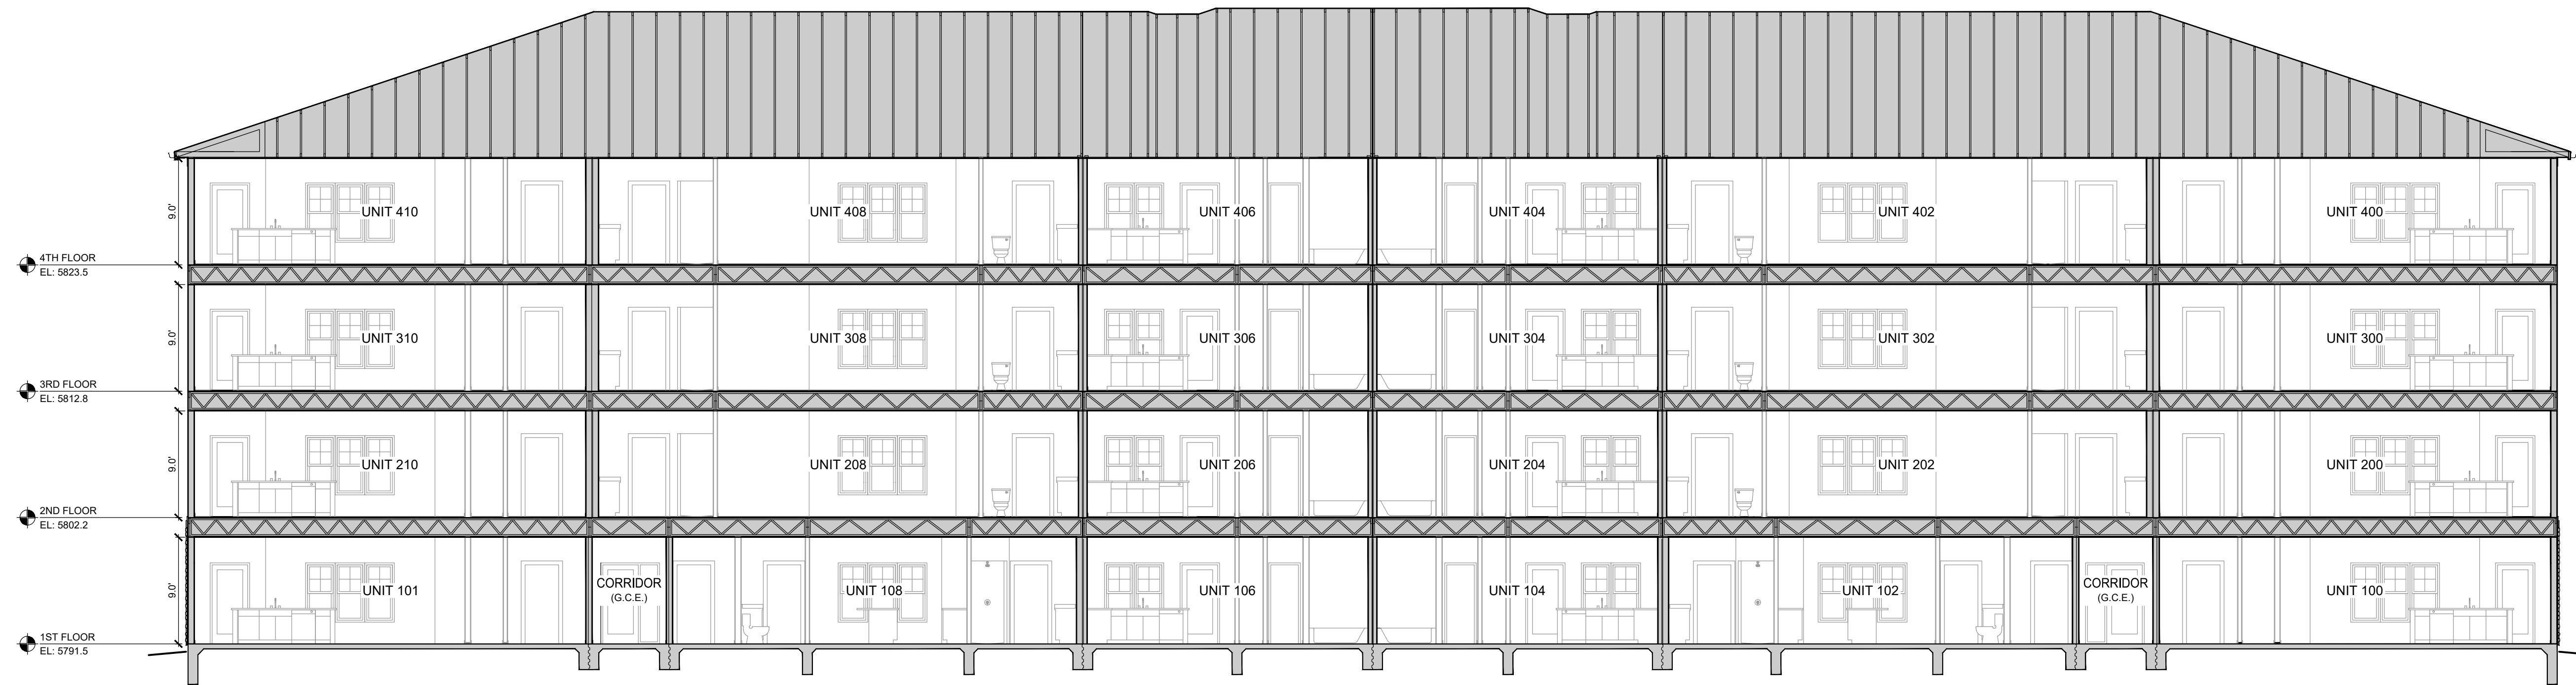 UNIT 410
UNIT 408
UNIT 406
UNIT 404
UNIT 402
UNIT 400
9.0'
4TH FLOOR
EL: 5823.5
UNIT 310
UNIT 308
UNIT 306
UNIT 304
UNIT 302
UNIT 300
9.0'
3RD FLOOR
EL: 5812.8
UNIT 210
UNIT 208
UNIT 206
UNIT 204
UNIT 202
UNIT 200
9.0'
2ND FLOOR
EL: 5802.2
UNIT 101
CORRIDOR
(G.C.E.)
UNIT 108
UNIT 106
UNIT 104
UNIT 102
CORRIDOR
(G.C.E.)
UNIT 100
9.0'
1ST FLOOR
EL: 5791.5